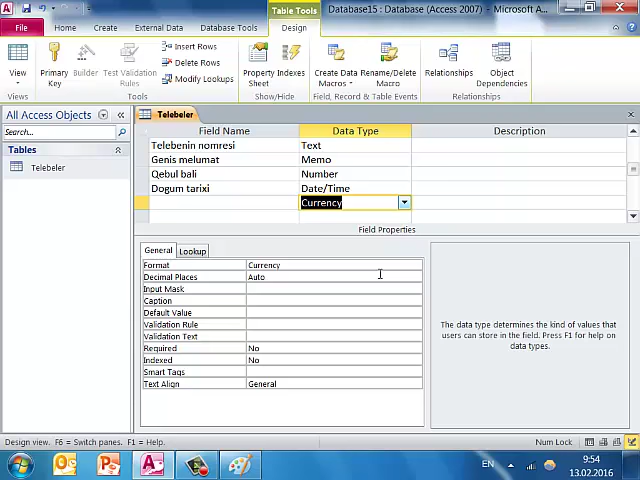 Table Tools
Database15 : Database (Access 2007) - Microsoft A...
File Home Create External Data Database Tools Design
View
Primary Key
Builder
Test Validation Rules
Insert Rows
Delete Rows
Modify Lookups
Property Sheet
Indexes
Create Data Macros
Rename/Delete Macro
Relationships
Object Dependencies
Views Tools Show/Hide Field, Record & Table Events Relationships
All Access Objects
Search...
Tables
Telebeler
Telebeler
Field Name Data Type Description
Telebenin nomresi Text
Genis melumat Memo
Qebul bali Number
Dogum tarixi Date/Time
Currency
Field Properties
General Lookup
Format Currency
Decimal Places Auto
Input Mask
Caption
Default Value
Validation Rule
Validation Text
Required No
Indexed No
Smart Tags
Text Align General
The data type determines the kind of values that
users can store in the field. Press F1 for help on
data types.
Design view. F6 = Switch panes. F1 = Help.
Num Lock
EN
9:54
13.02.2016